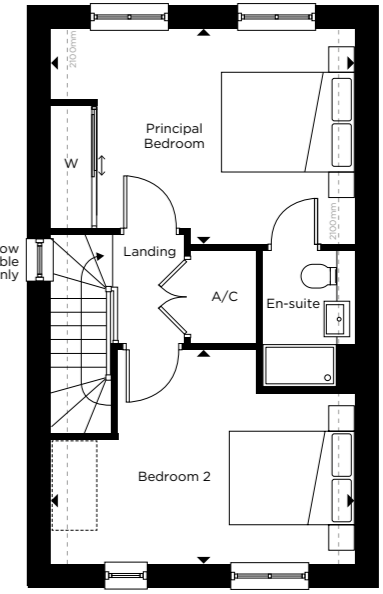 2100mm
Principal
Bedroom
W
2100mm
ow
ble
nly
Landing
A/C
En-suite
Bedroom 2